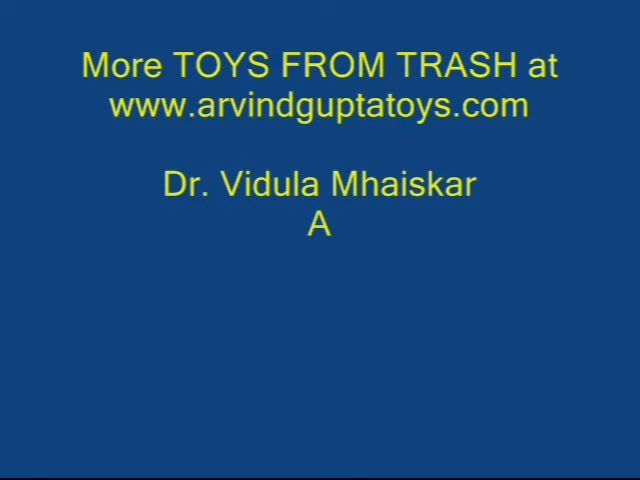 More TOYS FROM TRASH at
www.arvindguptatoys.com
Dr. Vidula Mhaiskar
A